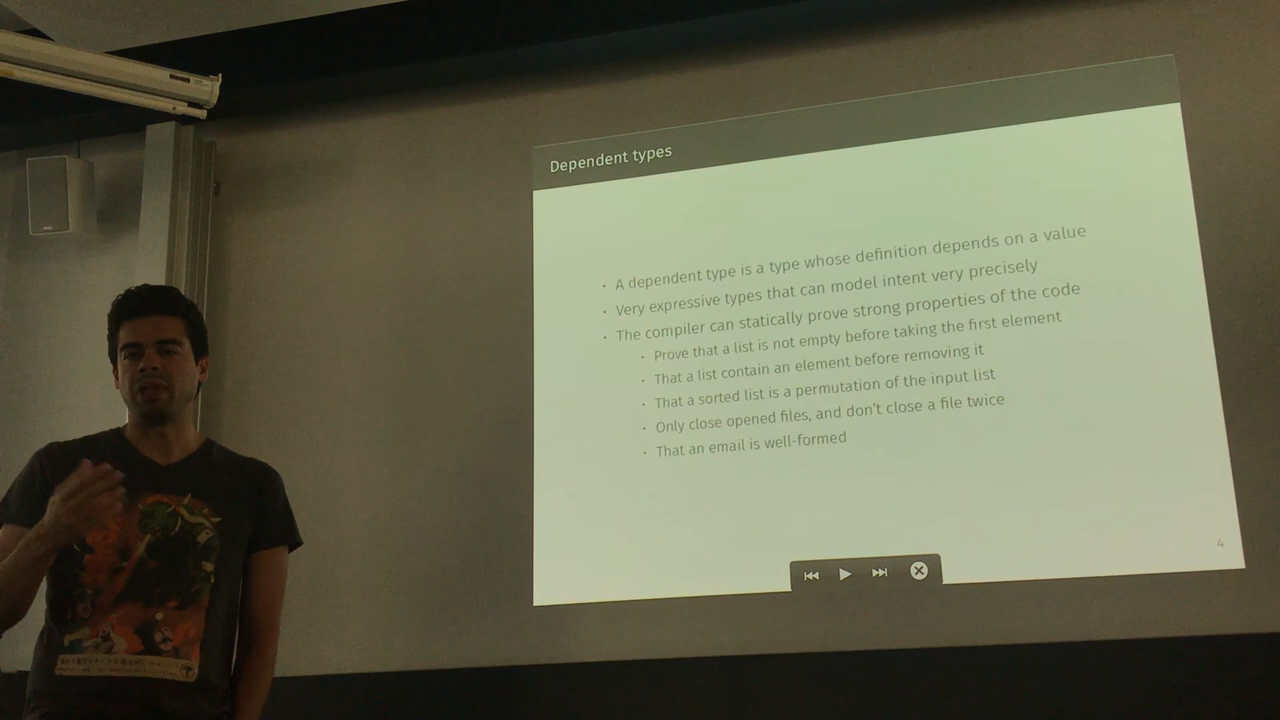 Dependent types
· A dependent type is a type whose definition depends on a value
· Very expressive types that can model intent very precisely
· The compiler can statically prove strong properties of the code
· Prove that a list is not empty before taking the first element
· That a list contain an element before removing it
· That a sorted list is a permutation of the input list
· Only close opened files, and don't close a file twice
· That an email is well-formed
4